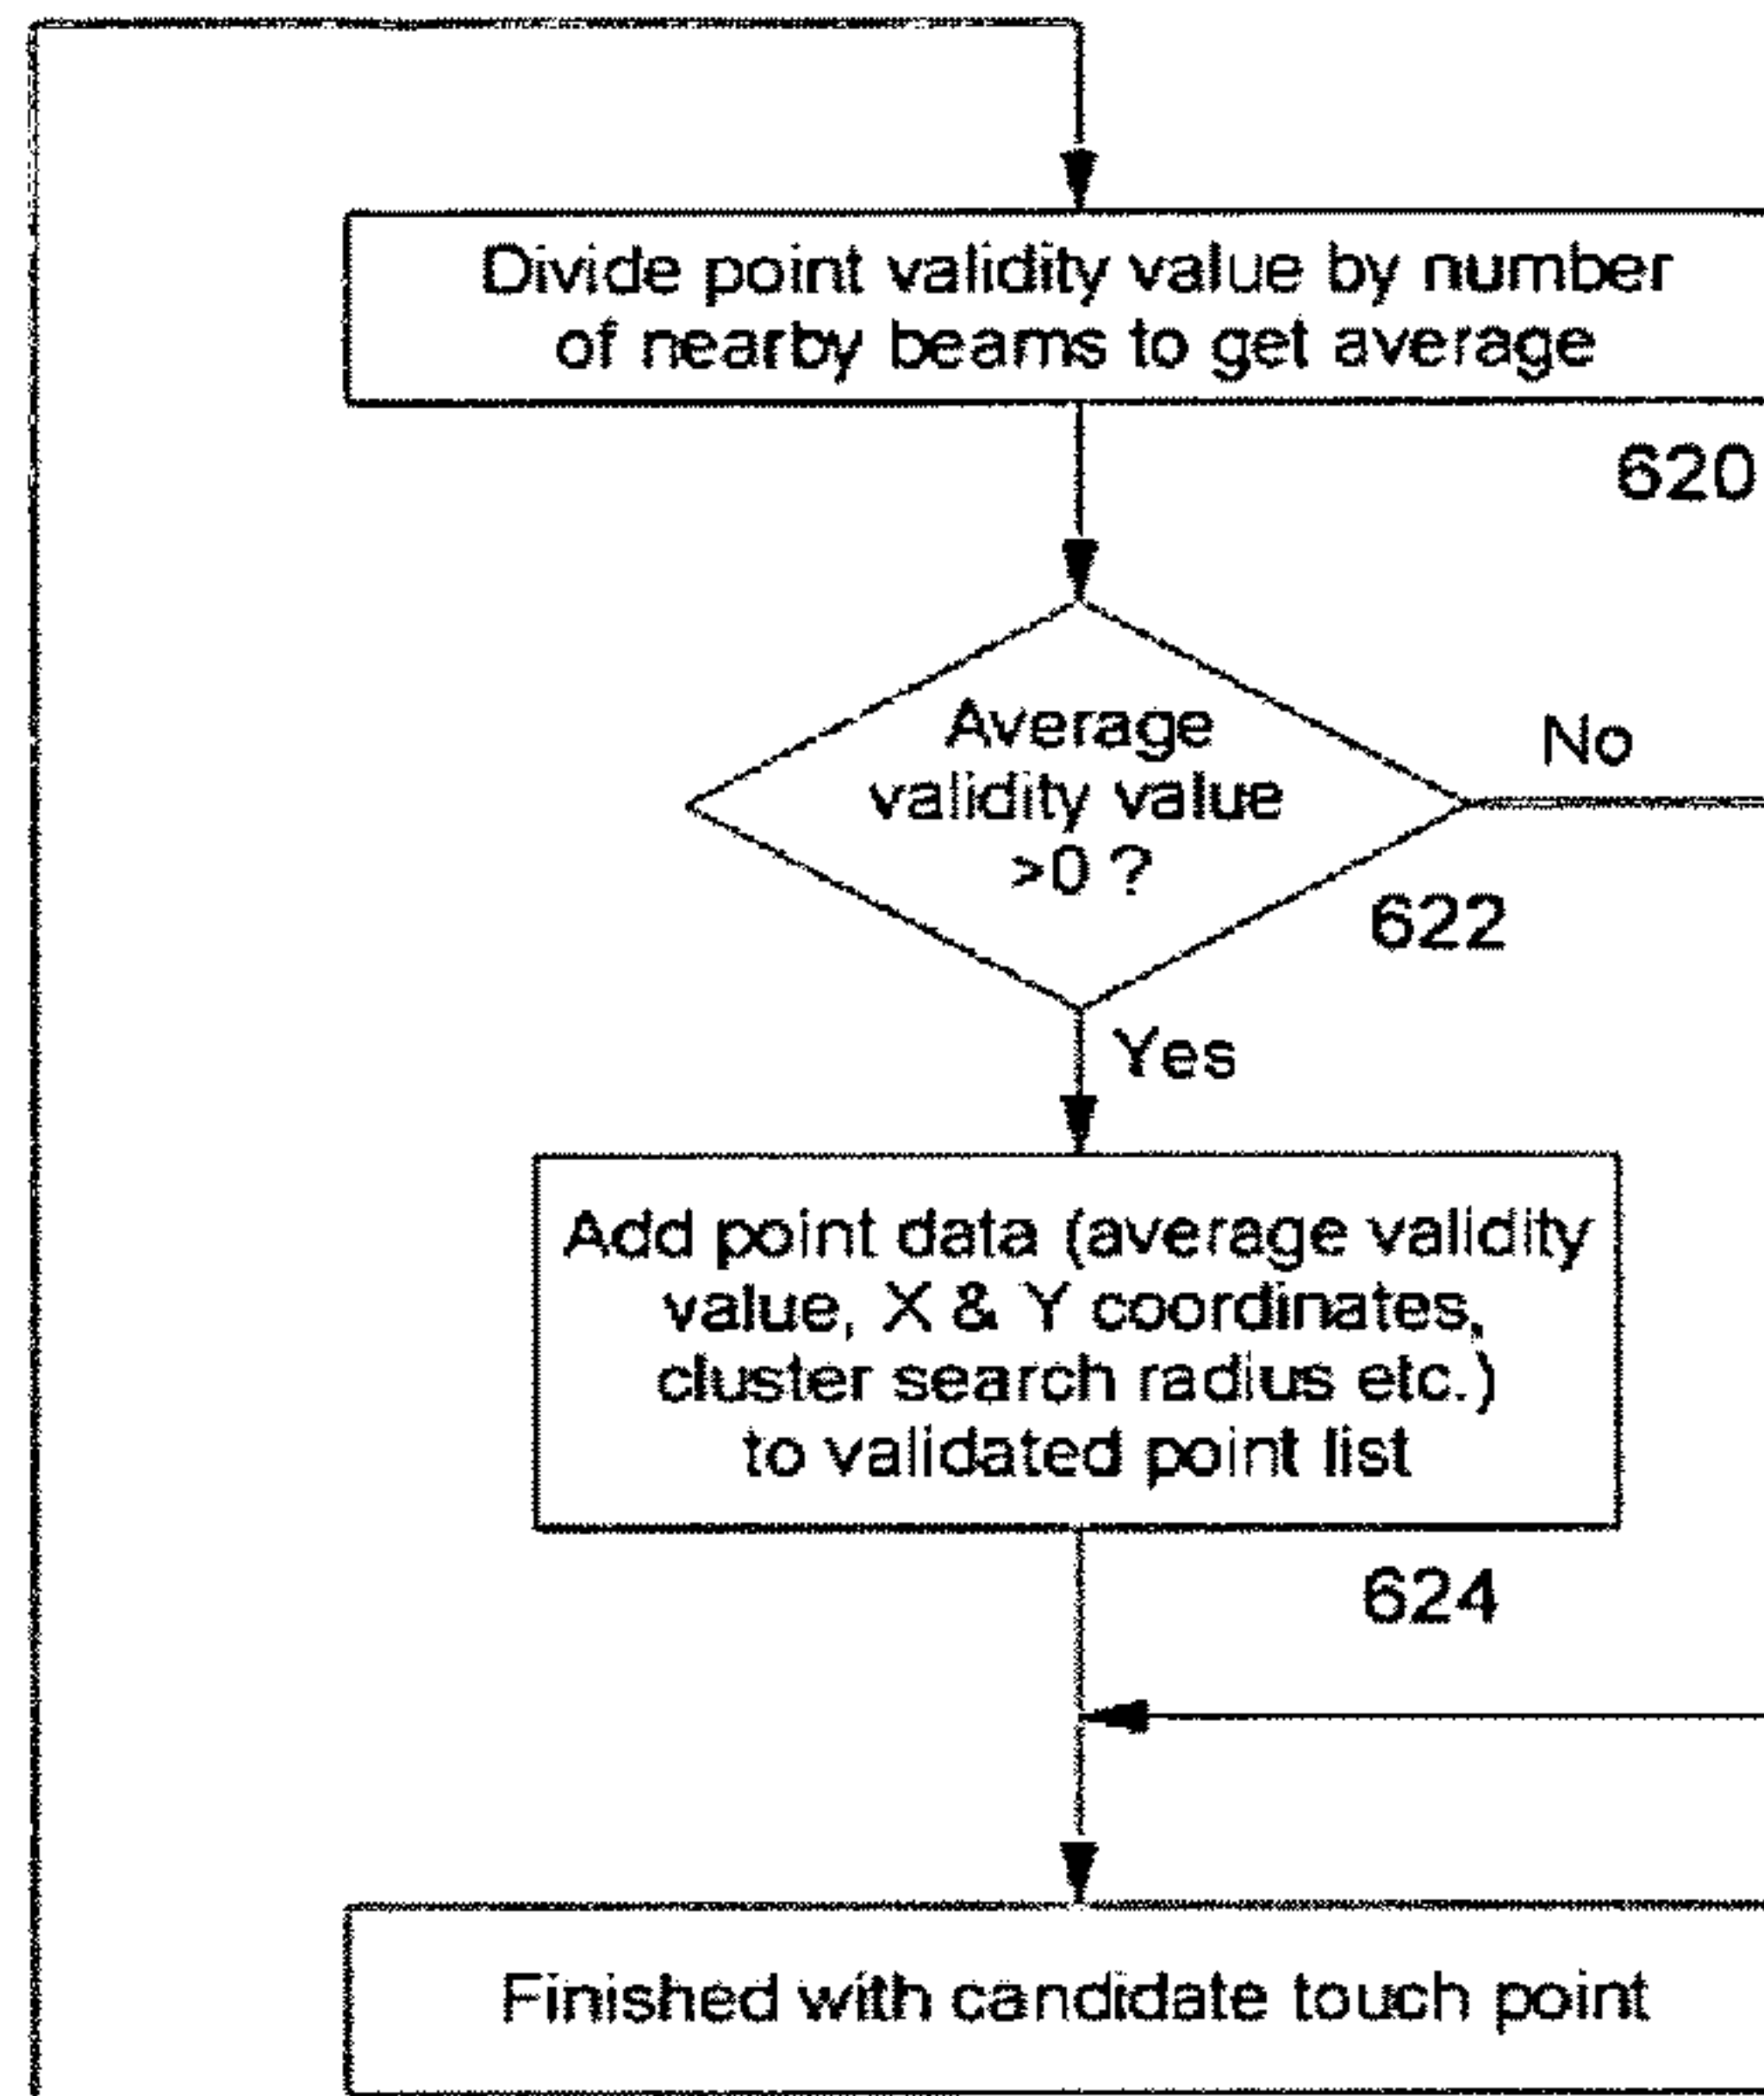 Divide point validity value by number
of nearby beams to get average
620
Average
validity value
>0 ?
No
622
Yes
Add point data (average validity
value, X & Y coordinates,
cluster search radius etc.)
to validated point list
624
Finished with candidate touch point